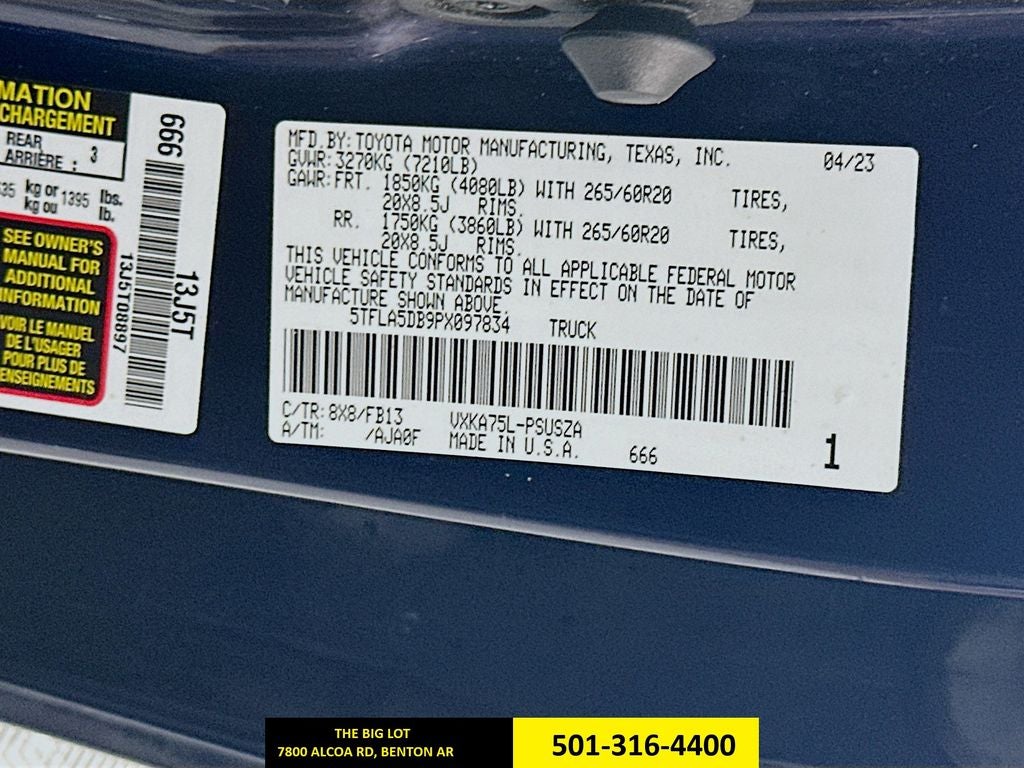 MATION
CHARGEMENT
REAR
ARRIÈRE : 3
kg or 1395 lbs.
kg ou lb.
SEE OWNER'S
MANUAL FOR
ADDITIONAL
INFORMATION
VOIR LE MANUEL
DE L'USAGER
POUR PLUS DE
ENSEIGNEMENTS
666
13J5T
13J5T08897
MFD.BY:TOYOTA MOTOR MANUFACTURING, TEXAS, INC. 04/23
GVWR:3270KG (7210LB)
GAWR:FRT. 1850KG (4080LB) WITH 265/60R20 TIRES,
20X8.5J RIMS.
RR. 1750KG (3860LB) WITH 265/60R20 TIRES,
20X8.5J RIMS.
THIS VEHICLE CONFORMS TO ALL APPLICABLE FEDERAL MOTOR
VEHICLE SAFETY STANDARDS IN EFFECT ON THE DATE OF
MANUFACTURE SHOWN ABOVE.
5TFLA5DB9PX097834 TRUCK
C/TR:8X8/FB13 VXKA75L-PSUSZA
A/TM: /AJA0F MADE IN U.S.A. 666 1
THE BIG LOT
7800 ALCOA RD, BENTON AR
501-316-4400